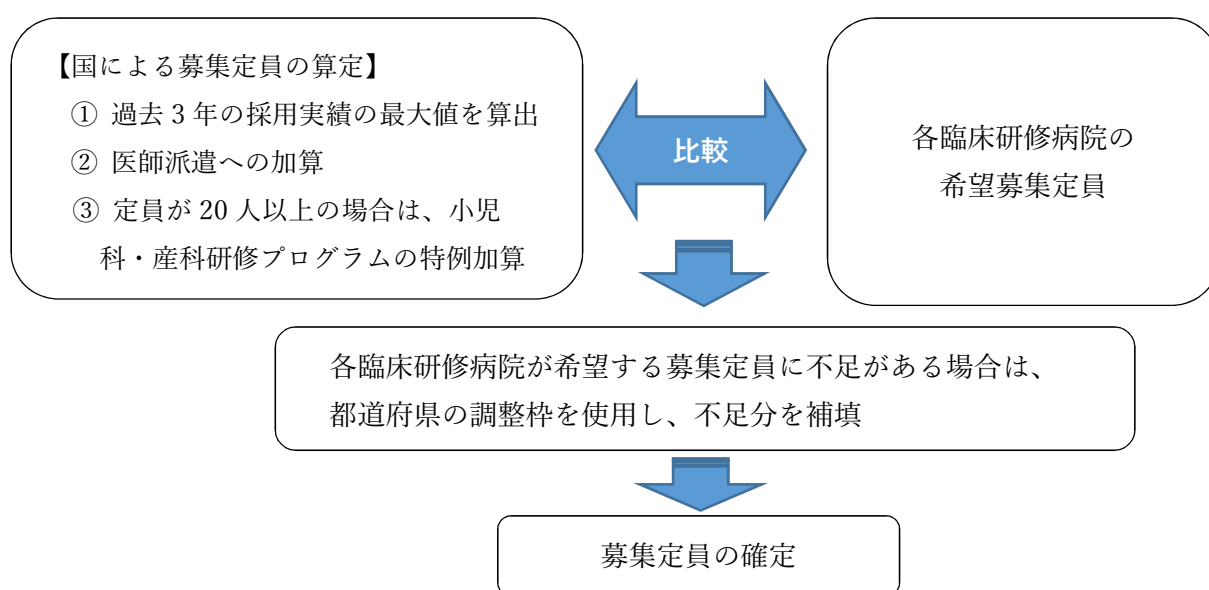 【国による募集定員の算定】
① 過去 3 年の採用実績の最大値を算出
② 医師派遣への加算
③ 定員が 20 人以上の場合は、小児
科・産科研修プログラムの特例加算
比較
各臨床研修病院の
希望募集定員
各臨床研修病院が希望する募集定員に不足がある場合は、
都道府県の調整枠を使用し、不足分を補填
募集定員の確定